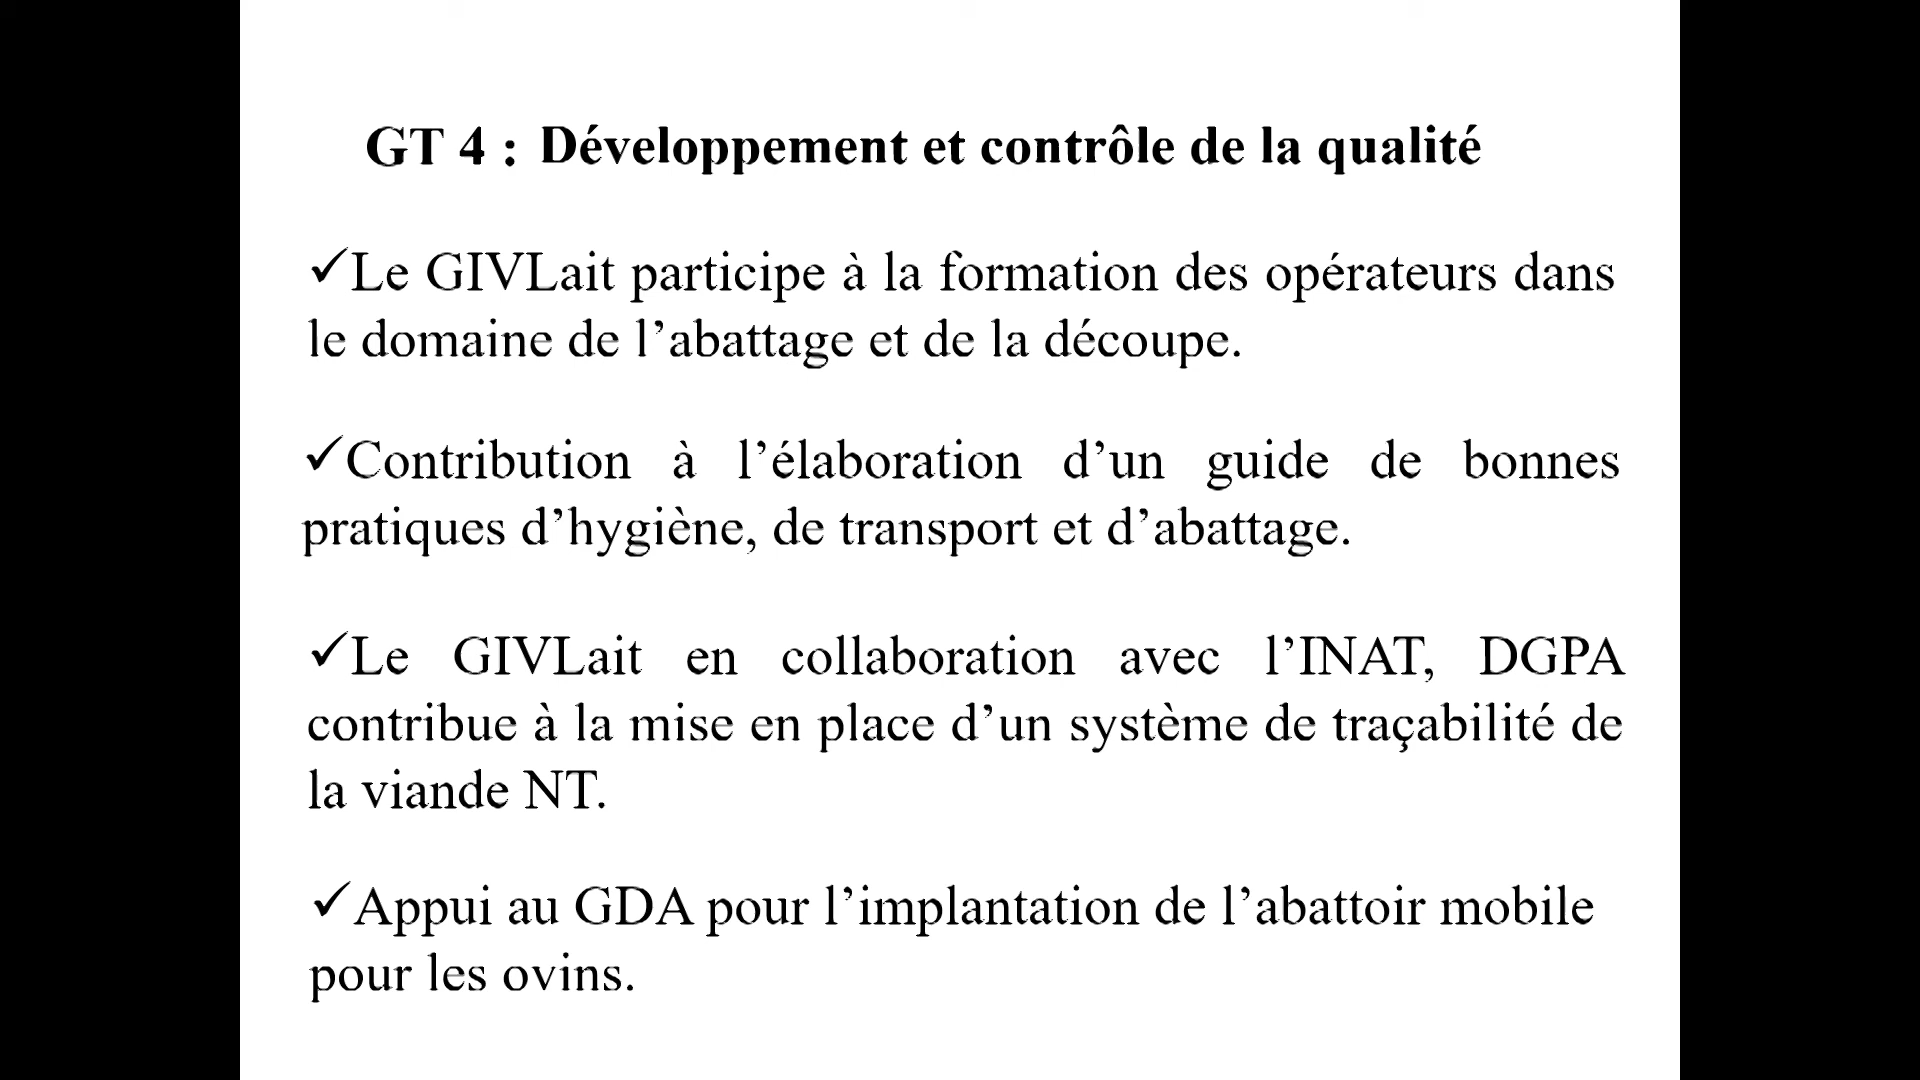 GT 4 : Développement et contrôle de la qualité
✓Le GIVLait participe à la formation des opérateurs dans
le domaine de l’abattage et de la découpe.
✓Contribution à l’élaboration d’un guide de bonnes
pratiques d’hygiène, de transport et d’abattage.
✓Le GIVLait en collaboration avec l’INAT, DGPA
contribue à la mise en place d’un système de traçabilité de
la viande NT.
✓Appui au GDA pour l’implantation de l’abattoir mobile
pour les ovins.